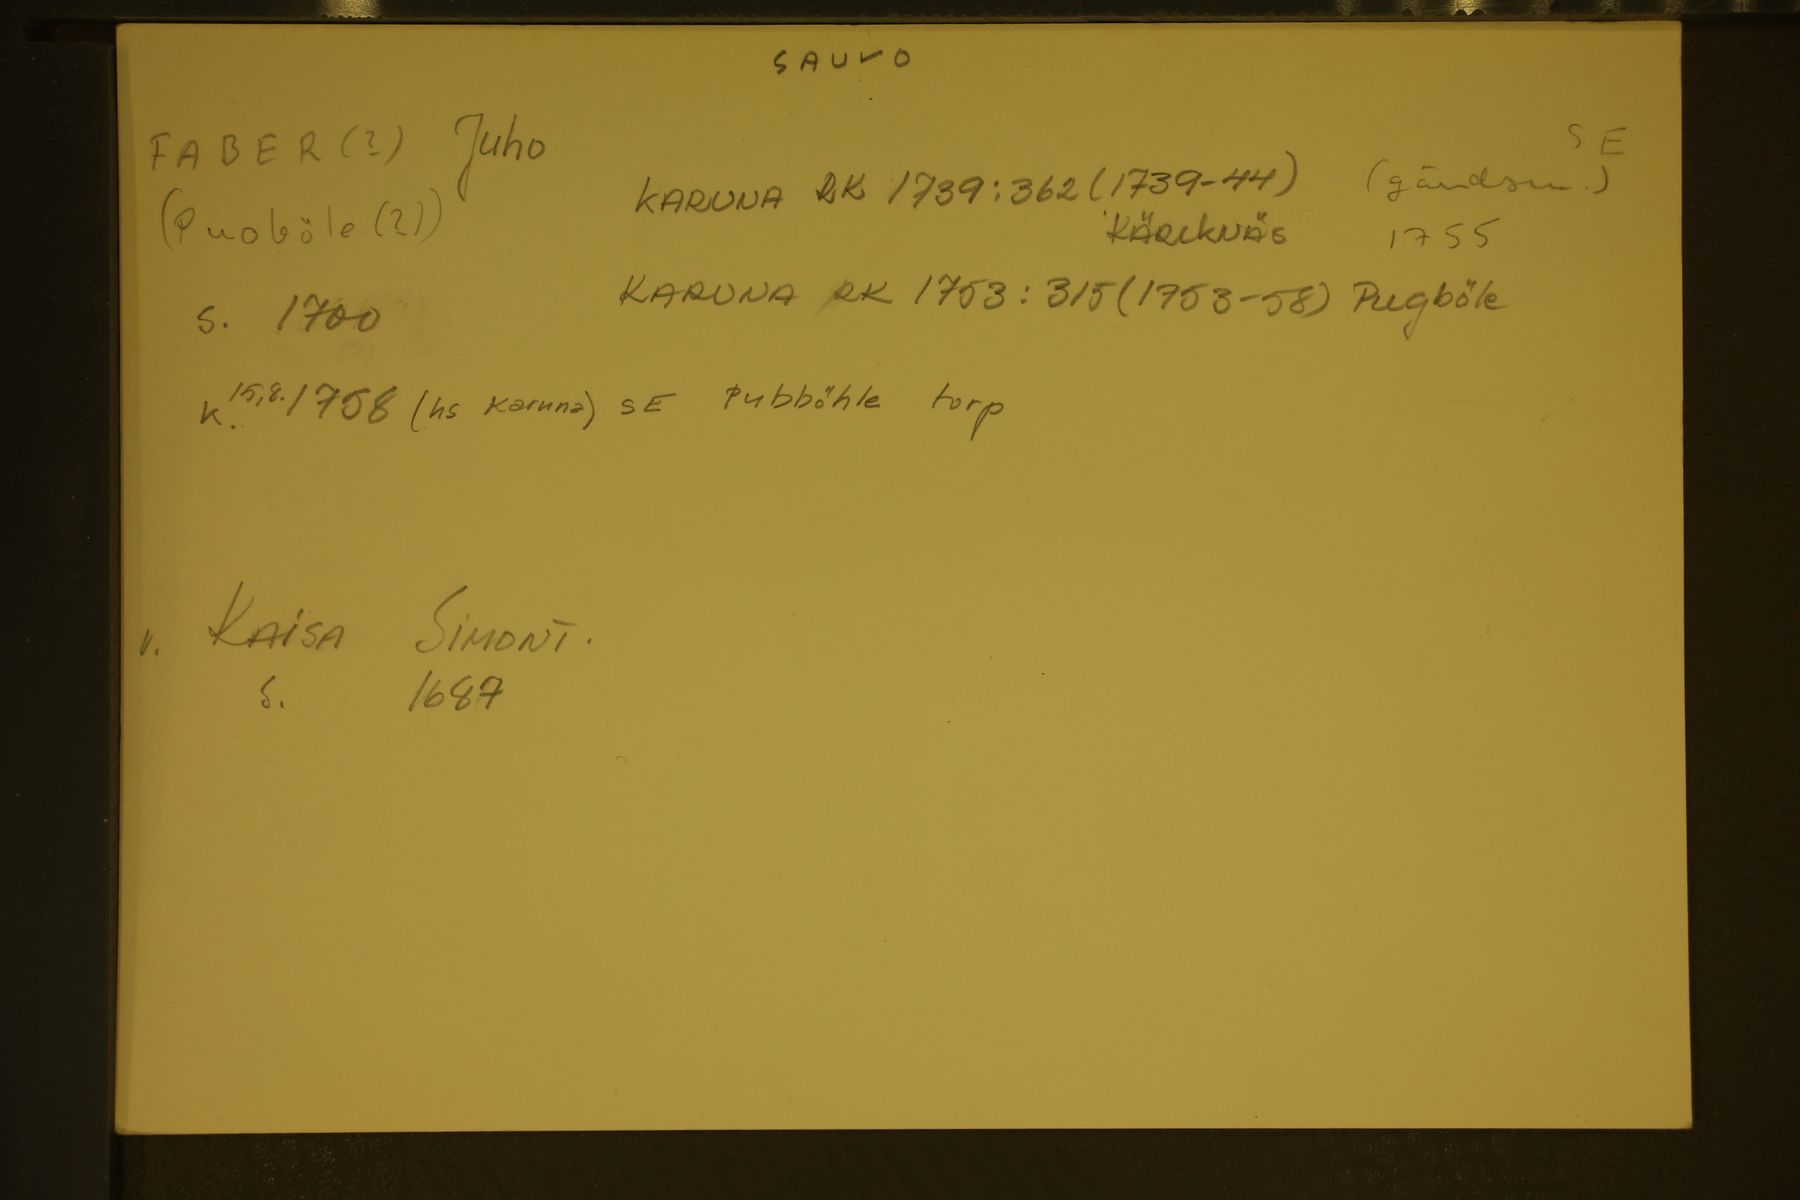 SAUVO
FABER (?) Juho
SE
KARUNA RK 1739:362 (1739-44)
(Puoböle (?))
KÄRCKNÄS 1755
s. 1700
KARUNA RK 1753:315 (1753-58) Pugböle
k. 15,8.1758 (hs Karuna) SE Pubböhle torp
v. KAISA SIMONT.
s. 1687